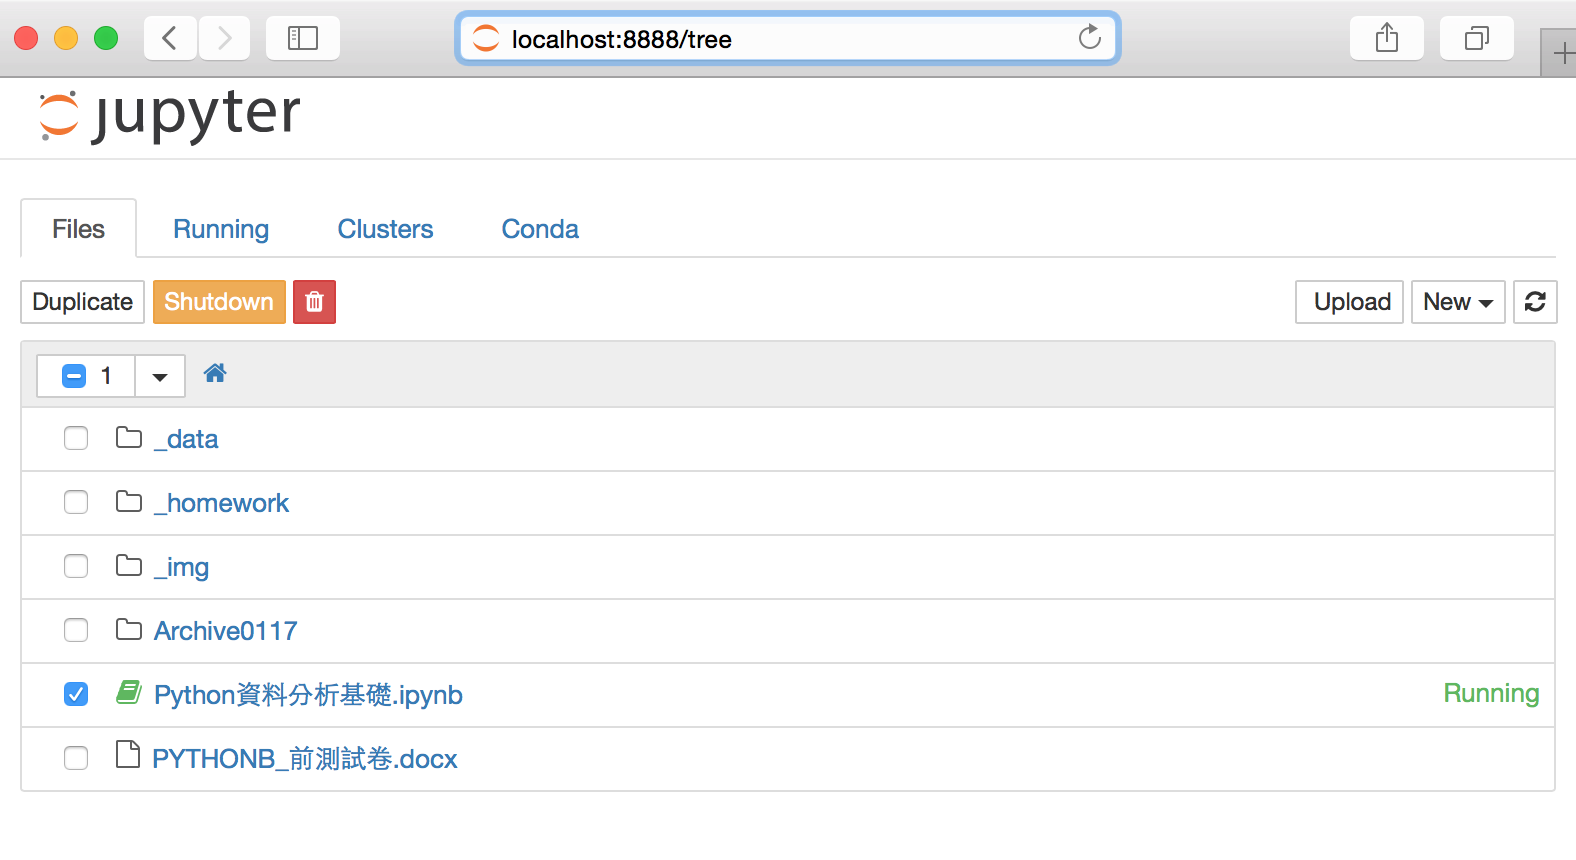 localhost:8888/tree
jupyter
Files Running Clusters Conda
Duplicate Shutdown Upload New
1
_data
_homework
_img
Archive0117
Python資料分析基礎.ipynb Running
PYTHONB_前測試卷.docx